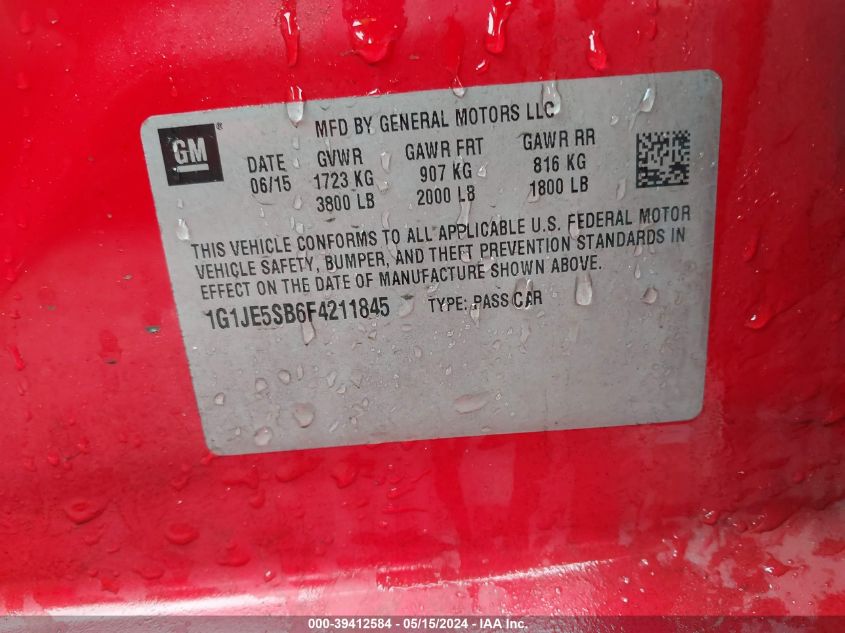 MFD BY GENERAL MOTORS LLC
GM®
DATE GVWR GAWR FRT GAWR RR
06/15 1723 KG 907 KG 816 KG
3800 LB 2000 LB 1800 LB
THIS VEHICLE CONFORMS TO ALL APPLICABLE U.S. FEDERAL MOTOR
VEHICLE SAFETY, BUMPER, AND THEFT PREVENTION STANDARDS IN
EFFECT ON THE DATE OF MANUFACTURE SHOWN ABOVE.
1G1JE5SB6F4211845 TYPE: PASS CAR
000-39412584 - 05/15/2024 - IAA Inc.